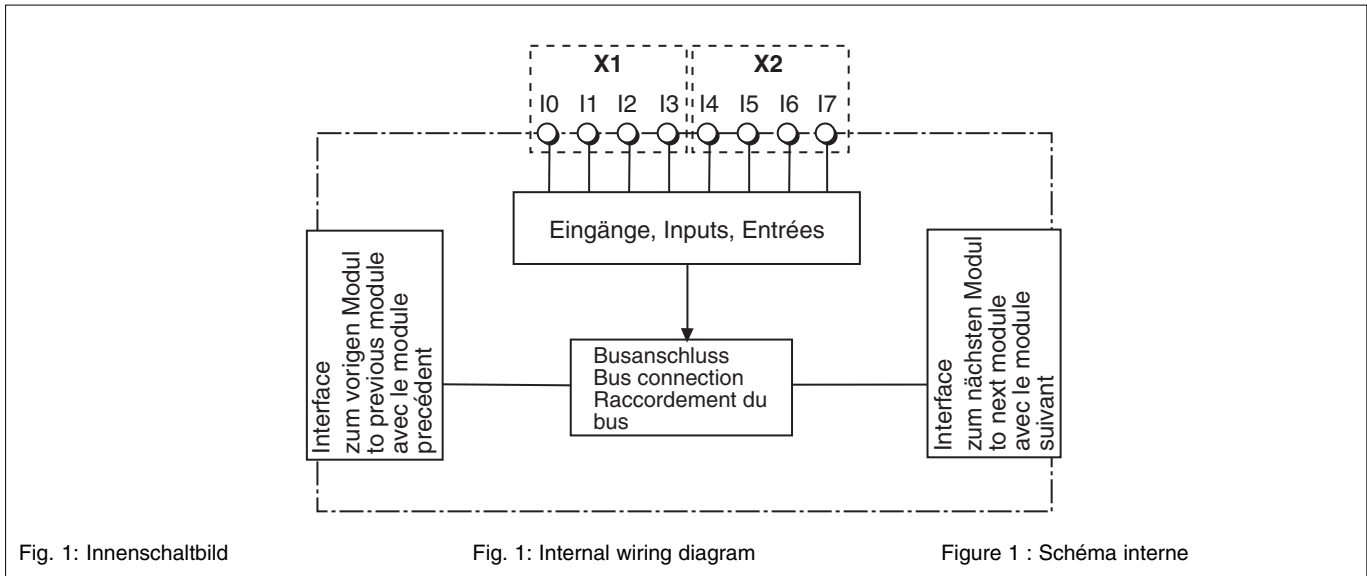 X1 X2
I0 I1 I2 I3 I4 I5 I6 I7
Eingänge, Inputs, Entrées
Interface
zum vorigen Modul
to previous module
avec le module
precédent
Busanschluss
Bus connection
Raccordement du
bus
Interface
zum nächsten Modul
to next module
avec le module
suivant
Fig. 1: Innenschaltbild Fig. 1: Internal wiring diagram Figure 1 : Schéma interne